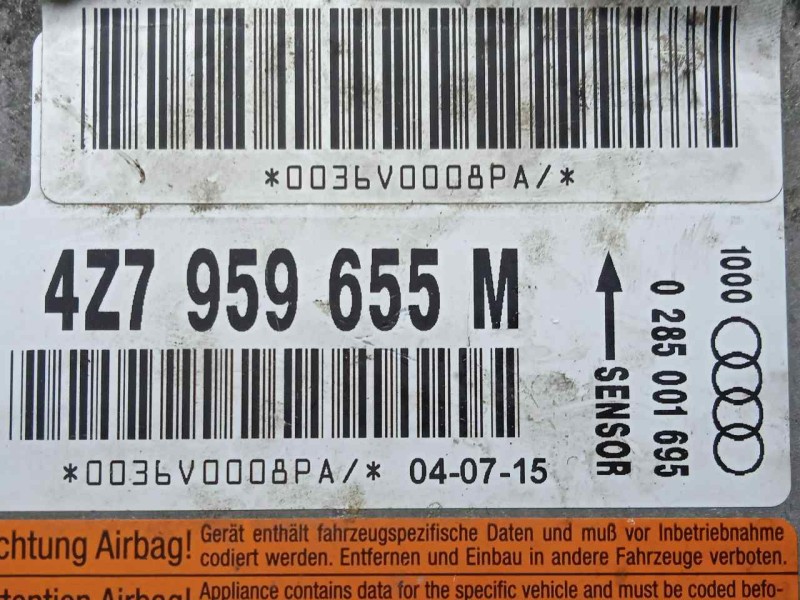 *0036V0008PA/*
4Z7 959 655 M
*0036V0008PA/* 04-07-15
SENSOR
0 285 001 695
1000
chtung Airbag! Gerät enthält fahrzeugspezifische Daten und muß vor Inbetriebnahme
codiert werden. Entfernen und Einbau in andere Fahrzeuge verboten.
ttention Airbag! Appliance contains data for the specific vehicle and must be coded befo-